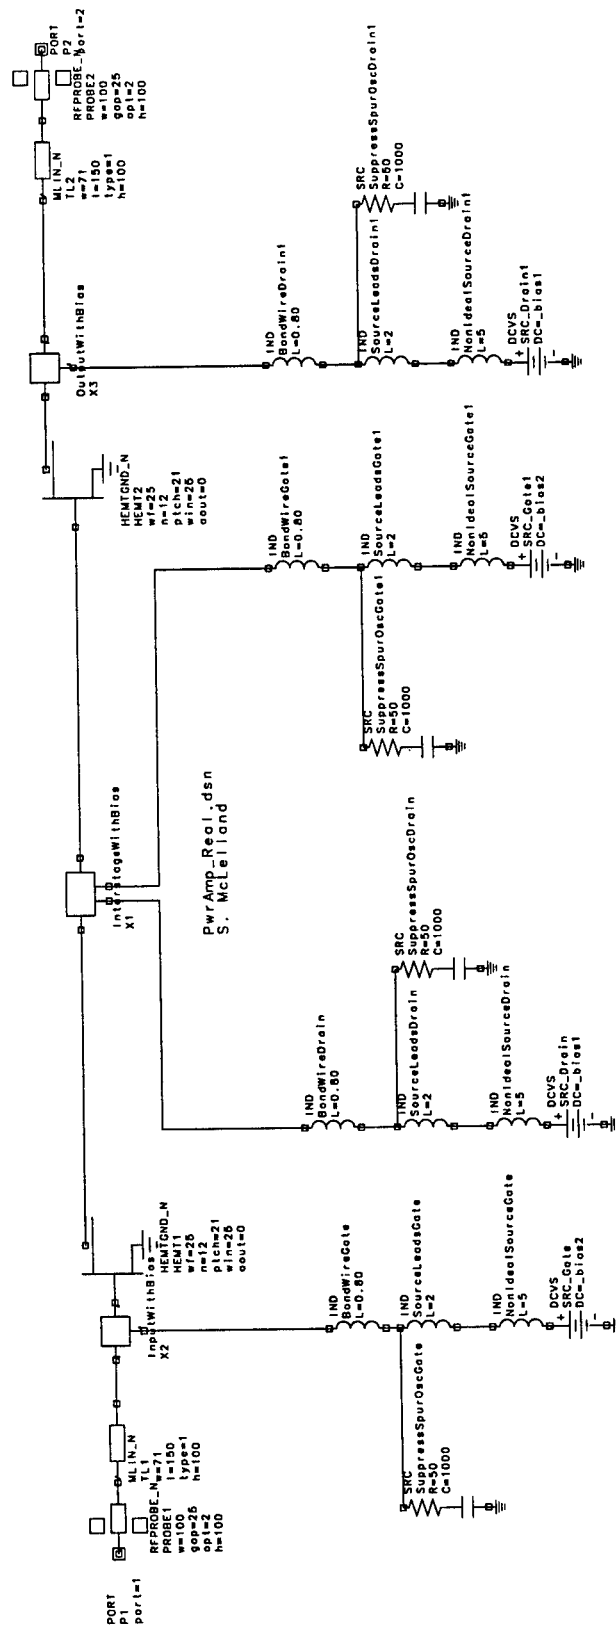 PORT
P1
port=1
RFPROBE_N
PROBE1
w=100
gap=25
opt=2
h=100
MLIN_N
TL1
w=71
l=150
type=1
h=100
InputWithBias
X2
HEMTGND_N
HEMT1
wf=25
n=12
ptch=21
win=25
aout=0
IND
BondWireGate
L=0.80
IND
SourceLeadsGate
L=2
IND
NonIdealSourceGate
L=5
DCVS
SRC_Gate
DC=_bias2
+
-
SRC
SuppressSpurOscGate
R=50
C=1000
IND
BondWireDrain
L=0.80
IND
SourceLeadsDrain
L=2
IND
NonIdealSourceDrain
L=5
DCVS
SRC_Drain
DC=_bias1
+
-
SRC
SuppressSpurOscDrain
R=50
C=1000
InterstageWithBias
X1
PwrAmp_Real.dsn
S. McLelland
IND
BondWireGate1
L=0.80
IND
SourceLeadsGate1
L=2
IND
NonIdealSourceGate1
L=5
DCVS
SRC_Gate1
DC=_bias2
+
-
SRC
SuppressSpurOscGate1
R=50
C=1000
HEMTGND_N
HEMT2
wf=25
n=12
ptch=21
win=25
aout=0
OutputWithBias
X3
IND
BondWireDrain1
L=0.80
IND
SourceLeadsDrain1
L=2
IND
NonIdealSourceDrain1
L=5
DCVS
SRC_Drain1
DC=_bias1
+
-
SRC
SuppressSpurOscDrain1
R=50
C=1000
MLIN_N
TL2
w=71
l=150
type=1
h=100
RFPROBE_N
PROBE2
w=100
gap=25
opt=2
h=100
PORT
P2
port=2